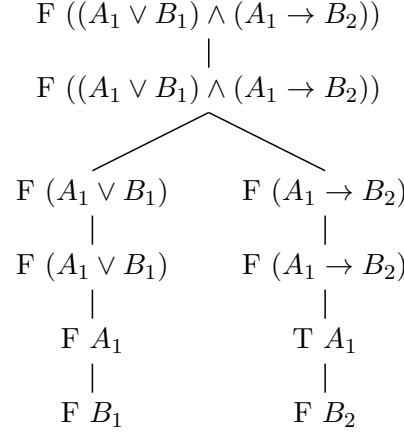 F ((A₁ ∨ B₁) ∧ (A₁ → B₂))
F ((A₁ ∨ B₁) ∧ (A₁ → B₂))
F (A₁ ∨ B₁) F (A₁ → B₂)
F (A₁ ∨ B₁) F (A₁ → B₂)
F A₁ T A₁
F B₁ F B₂